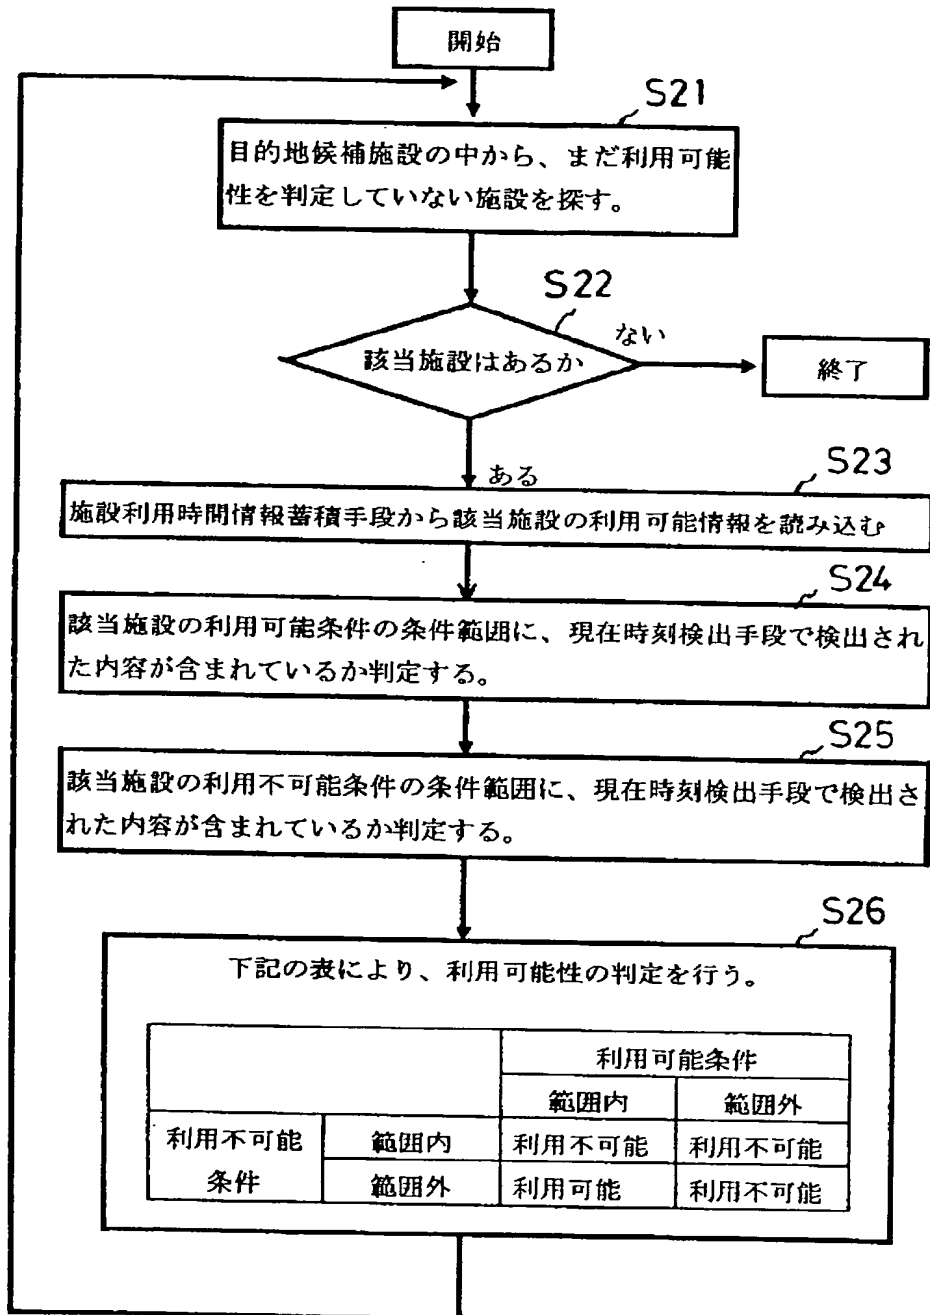 開始
S21
目的地候補施設の中から、まだ利用可能
性を判定していない施設を探す。
S22
ない
該当施設はあるか
終了
ある
S23
施設利用時間情報蓄積手段から該当施設の利用可能情報を読み込む
S24
該当施設の利用可能条件の条件範囲に、現在時刻検出手段で検出され
た内容が含まれているか判定する。
S25
該当施設の利用不可能条件の条件範囲に、現在時刻検出手段で検出さ
れた内容が含まれているか判定する。
S26
下記の表により、利用可能性の判定を行う。
利用可能条件
範囲内 範囲外
利用不可能 範囲内 利用不可能 利用不可能
条件 範囲外 利用可能 利用不可能